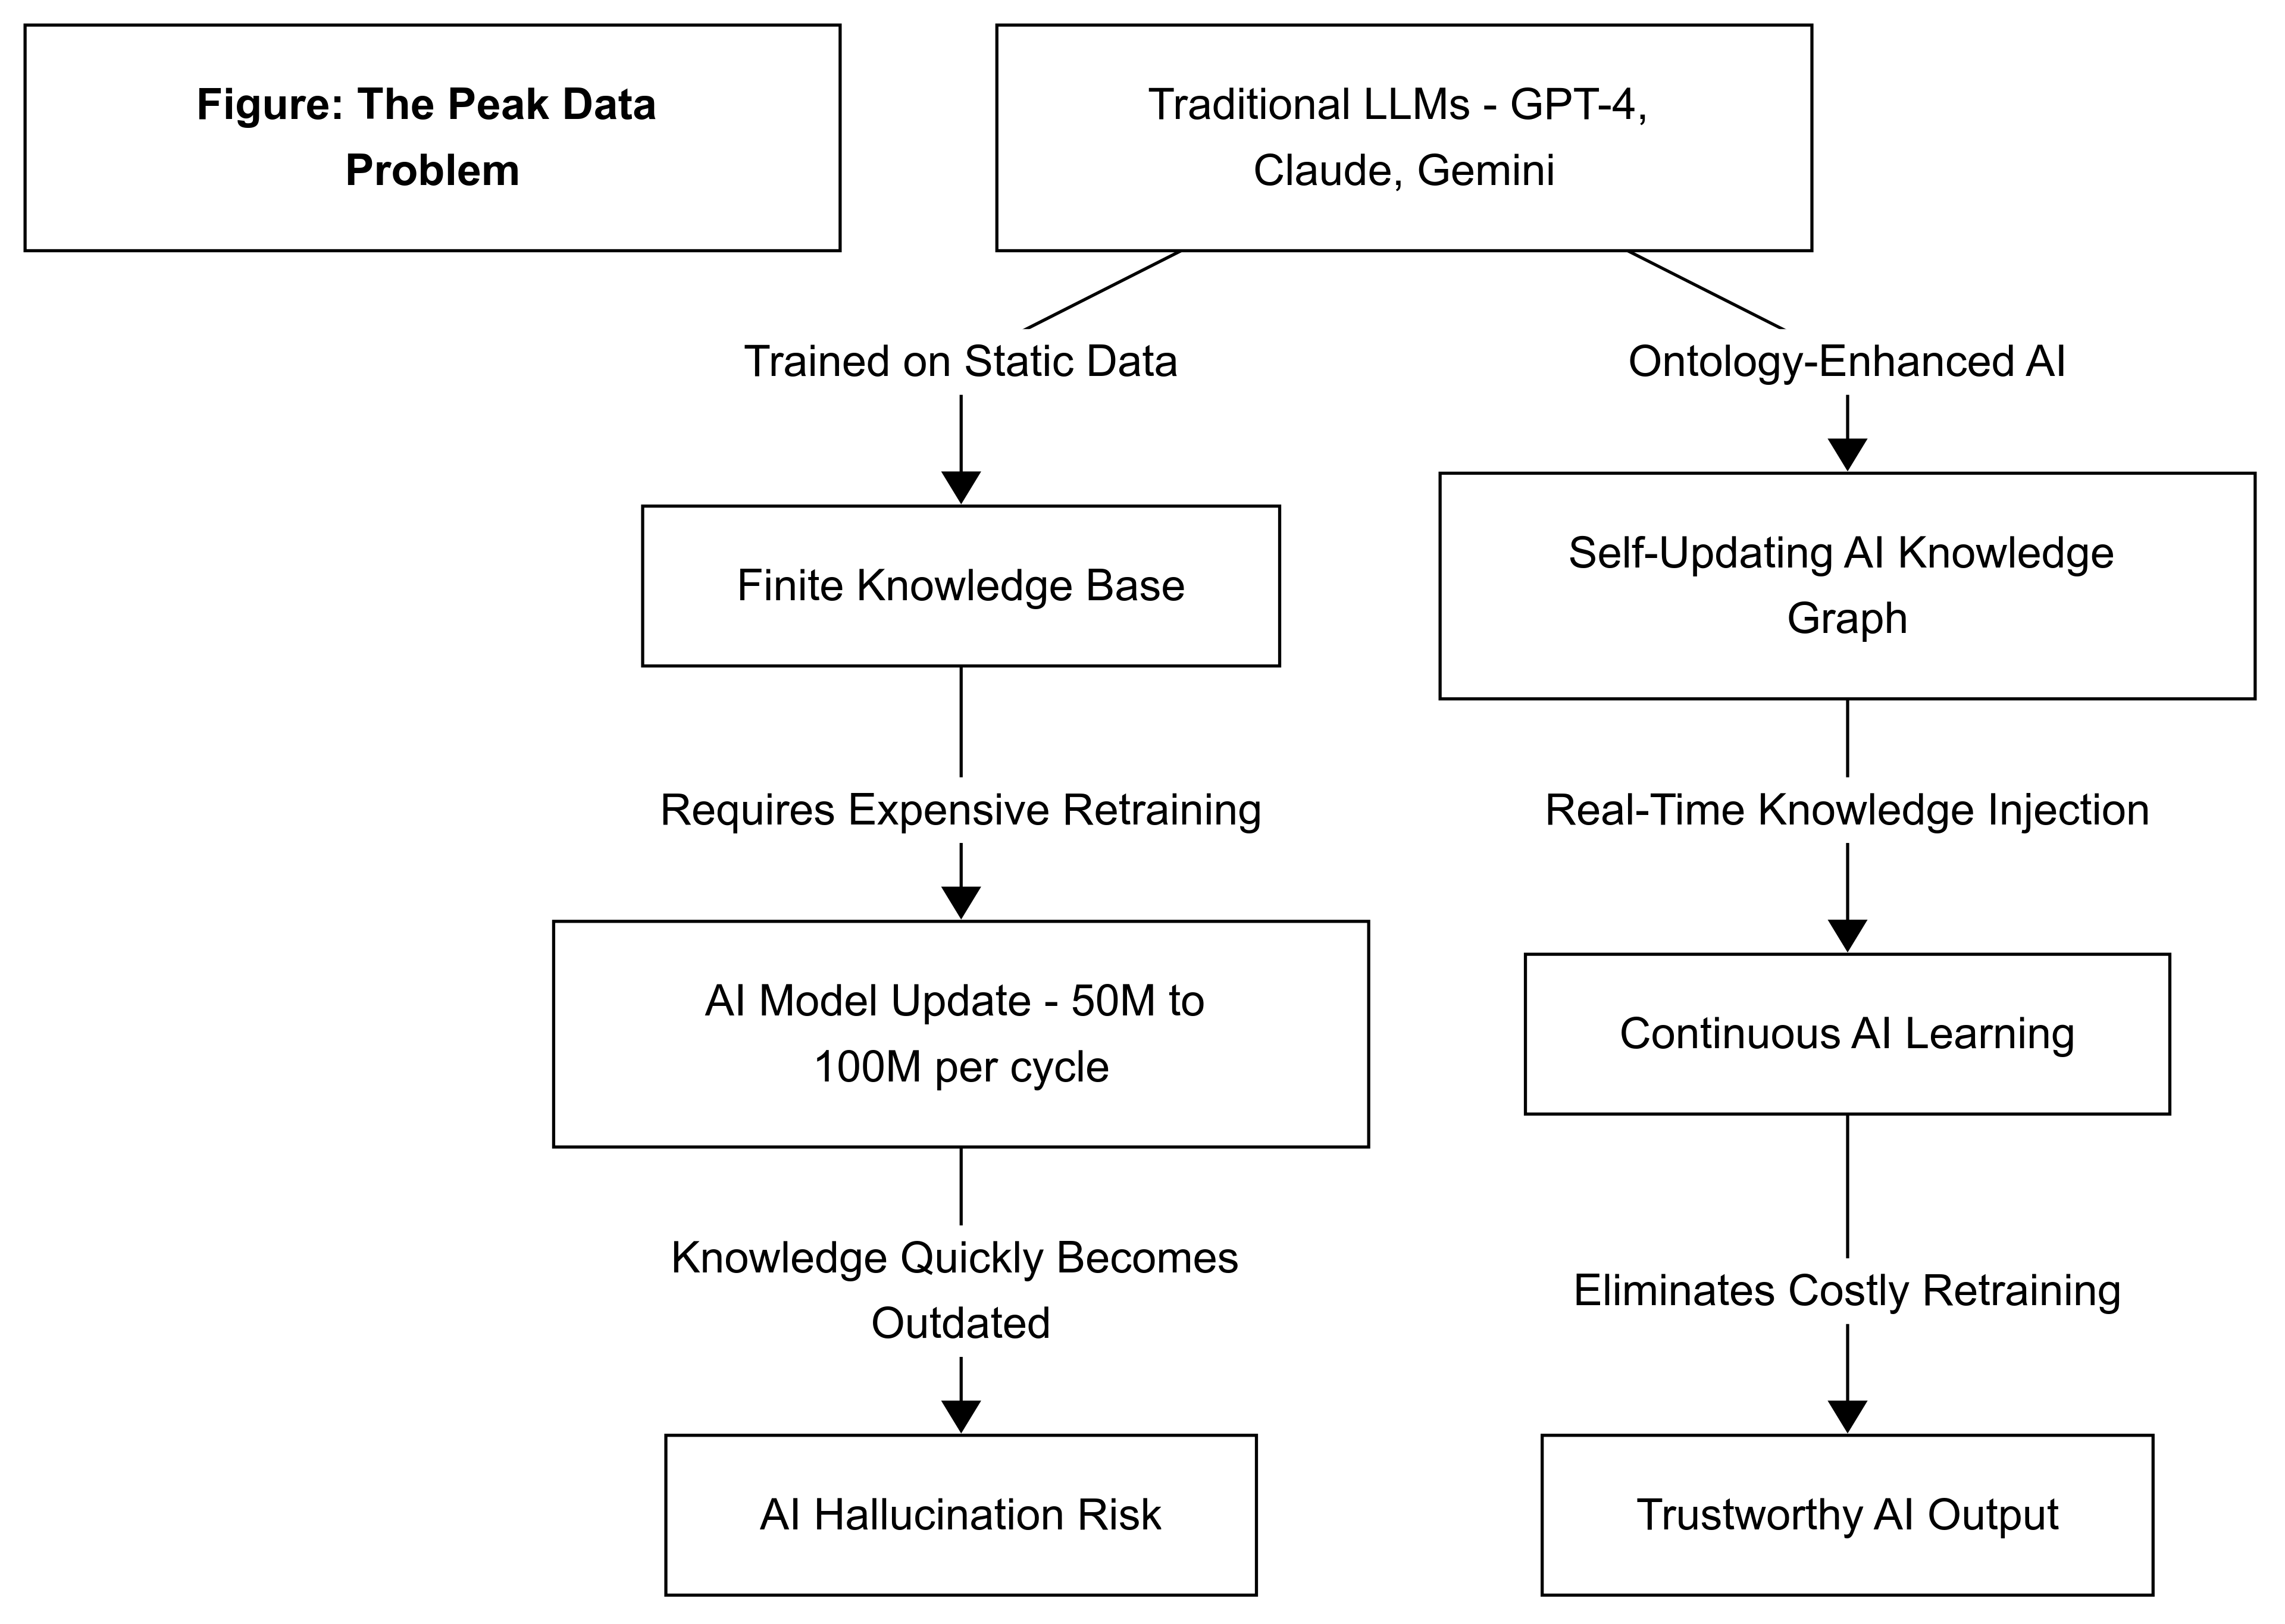 Figure: The Peak Data
Problem
Traditional LLMs - GPT-4,
Claude, Gemini
Trained on Static Data
Ontology-Enhanced AI
Finite Knowledge Base
Self-Updating AI Knowledge
Graph
Requires Expensive Retraining
Real-Time Knowledge Injection
AI Model Update - 50M to
100M per cycle
Continuous AI Learning
Knowledge Quickly Becomes
Outdated
Eliminates Costly Retraining
AI Hallucination Risk
Trustworthy AI Output